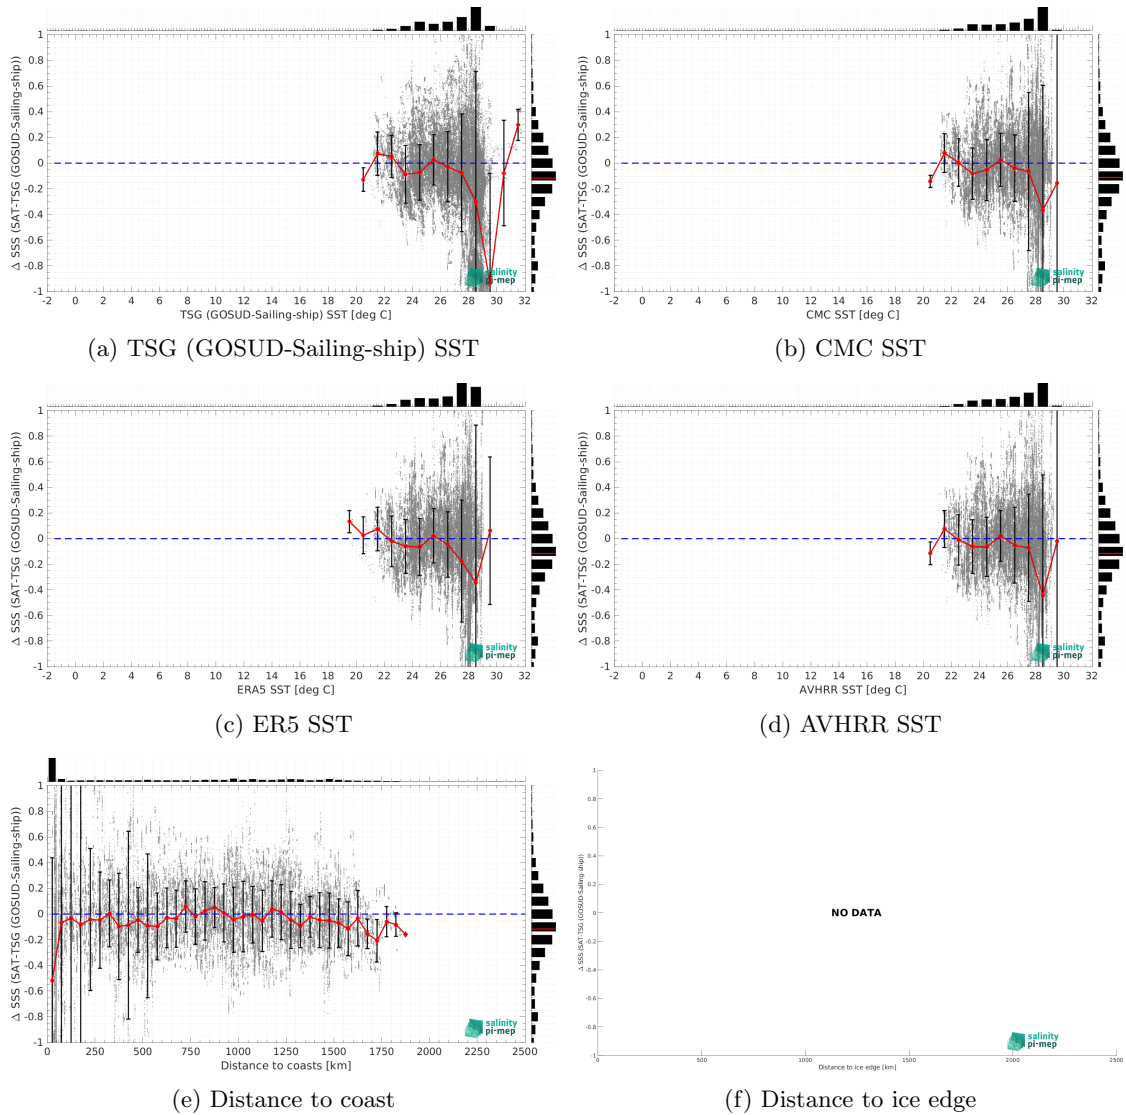 1
0.8
0.6
0.4
0.2
0
-0.2
-0.4
-0.6
-0.8
-1
Δ SSS (SAT-TSG (GOSUD-Sailing-ship))
-2 0 2 4 6 8 10 12 14 16 18 20 22 24 26 28 30 32
TSG (GOSUD-Sailing-ship) SST [deg C]
salinity
pi-mep
(a) TSG (GOSUD-Sailing-ship) SST
1
0.8
0.6
0.4
0.2
0
-0.2
-0.4
-0.6
-0.8
-1
Δ SSS (SAT-TSG (GOSUD-Sailing-ship))
-2 0 2 4 6 8 10 12 14 16 18 20 22 24 26 28 30 32
CMC SST [deg C]
salinity
pi-mep
(b) CMC SST
1
0.8
0.6
0.4
0.2
0
-0.2
-0.4
-0.6
-0.8
-1
Δ SSS (SAT-TSG (GOSUD-Sailing-ship))
-2 0 2 4 6 8 10 12 14 16 18 20 22 24 26 28 30 32
ERA5 SST [deg C]
salinity
pi-mep
(c) ER5 SST
1
0.8
0.6
0.4
0.2
0
-0.2
-0.4
-0.6
-0.8
-1
Δ SSS (SAT-TSG (GOSUD-Sailing-ship))
-2 0 2 4 6 8 10 12 14 16 18 20 22 24 26 28 30 32
AVHRR SST [deg C]
salinity
pi-mep
(d) AVHRR SST
1
0.8
0.6
0.4
0.2
0
-0.2
-0.4
-0.6
-0.8
-1
Δ SSS (SAT-TSG (GOSUD-Sailing-ship))
0 250 500 750 1000 1250 1500 1750 2000 2250 2500
Distance to coasts [km]
salinity
pi-mep
(e) Distance to coast
1
0.8
0.6
0.4
0.2
0
-0.2
-0.4
-0.6
-0.8
-1
Δ SSS (SAT-TSG (GOSUD-Sailing-ship))
NO DATA
0 500 1000 1500 2000 2500
Distance to ice edge [km]
salinity
pi-mep
(f) Distance to ice edge